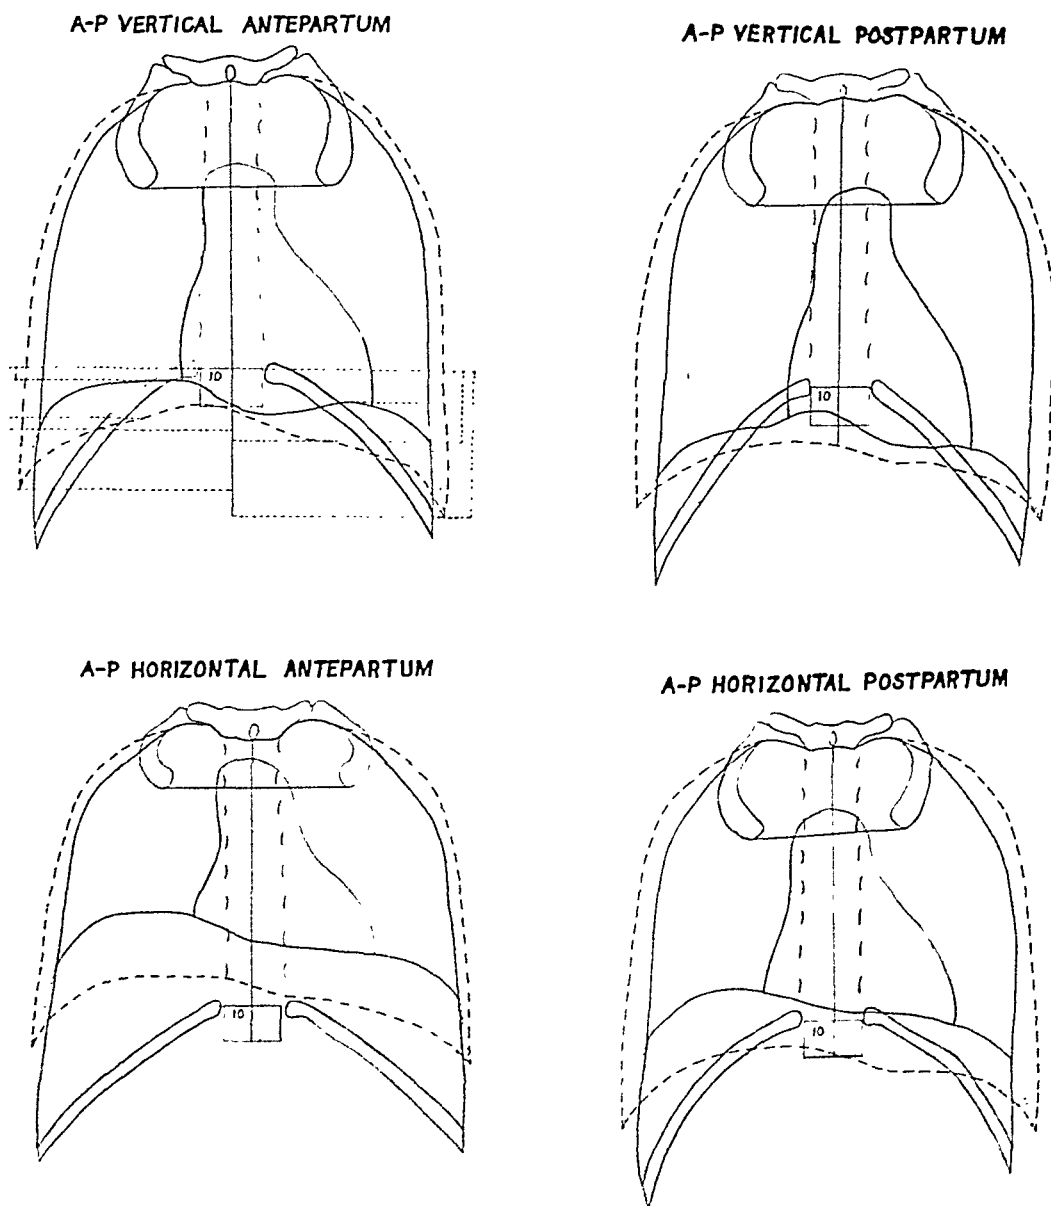 A-P VERTICAL ANTEPARTUM
A-P VERTICAL POSTPARTUM
10
10
A-P HORIZONTAL ANTEPARTUM
A-P HORIZONTAL POSTPARTUM
10
10